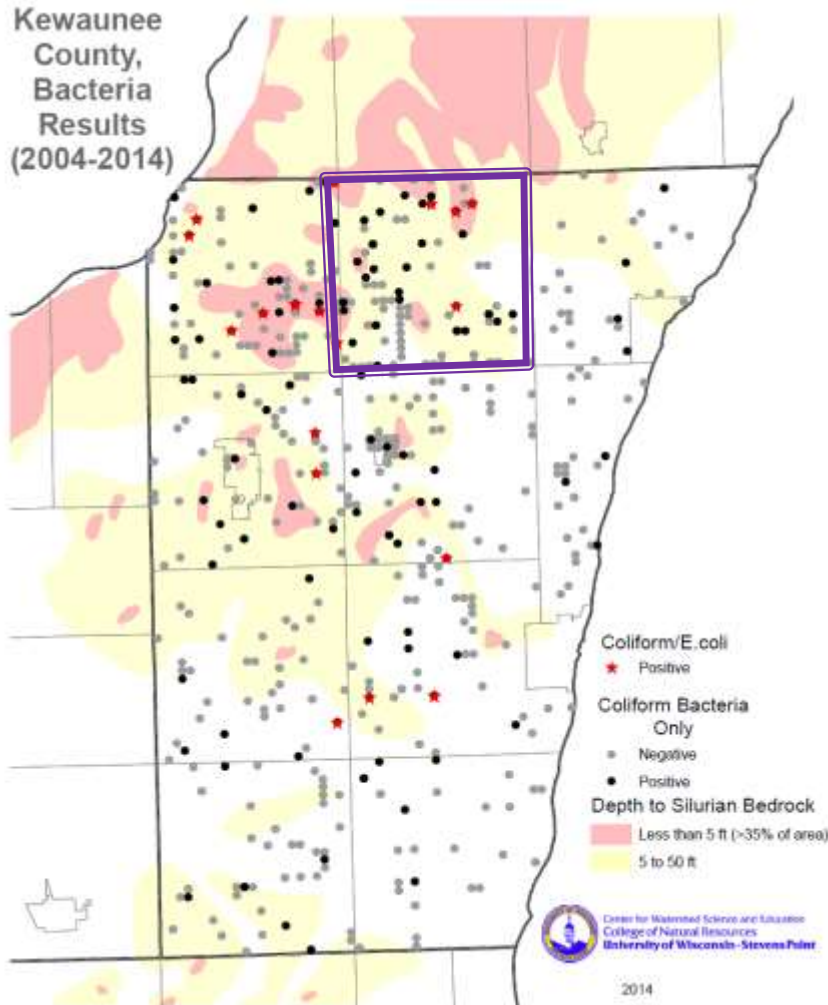 Kewaunee
County,
Bacteria
Results
(2004-2014)
Coliform/E.coli
Positive
Coliform Bacteria
Only
Negative
Positive
Depth to Silurian Bedrock
Less than 5 ft (>35% of area)
5 to 50 ft
Center for Watershed Science and Education
College of Natural Resources
University of Wisconsin-Stevens Point
2014